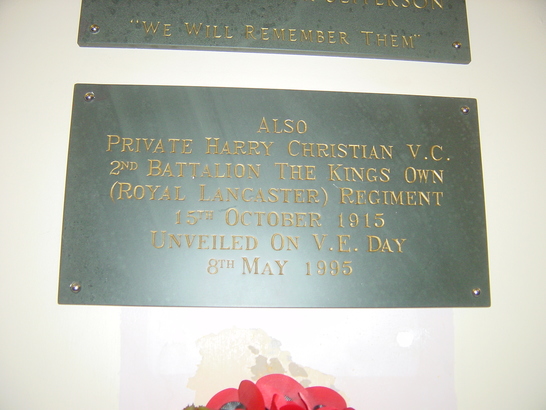 "WE WILL REMEMBER THEM"
ALSO
PRIVATE HARRY CHRISTIAN V.C.
2ND BATTALION THE KINGS OWN
(ROYAL LANCASTER) REGIMENT
15TH OCTOBER 1915
UNVEILED ON V.E. DAY
8TH MAY 1995